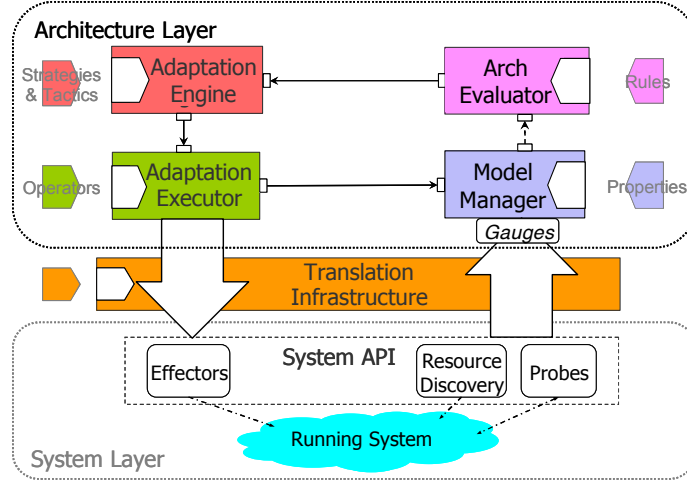 Architecture Layer
Strategies
& Tactics
Adaptation
Engine
Arch
Evaluator
Rules
Operators
Adaptation
Executor
Model
Manager
Properties
Gauges
Translation
Infrastructure
System API
Effectors
Resource
Discovery
Probes
Running System
System Layer